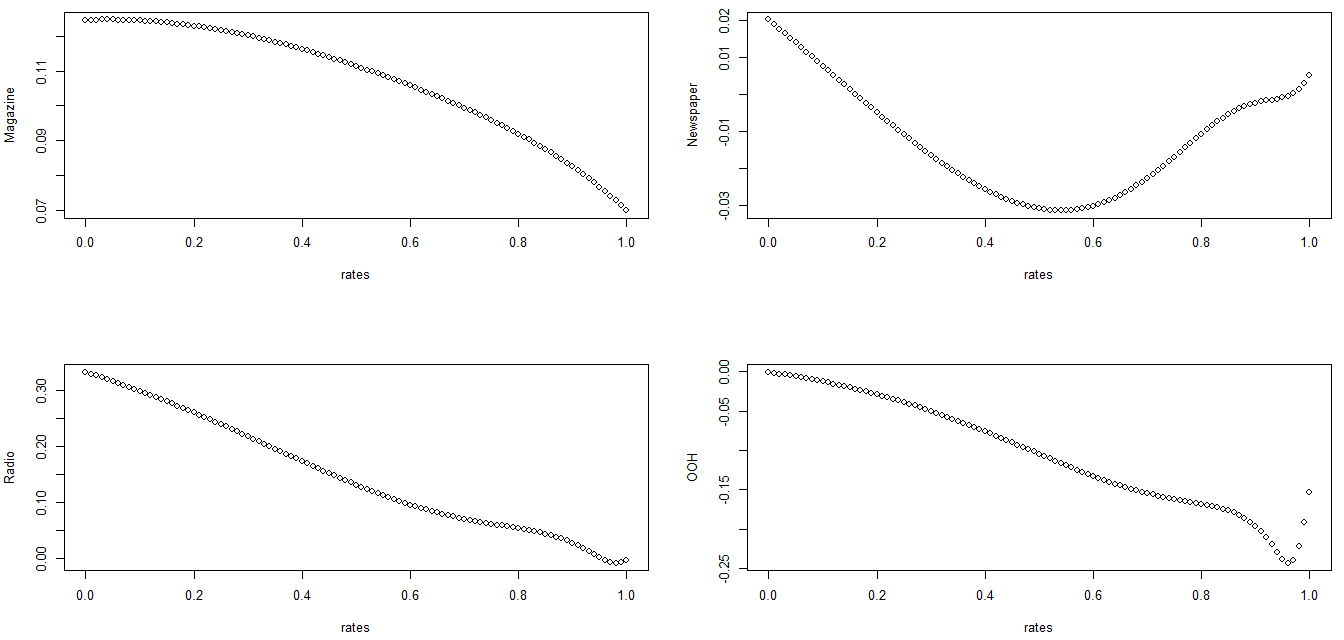 Magazine
0.07 0.09 0.11
0.0 0.2 0.4 0.6 0.8 1.0
rates
Newspaper
-0.03 -0.01 0.01 0.02
0.0 0.2 0.4 0.6 0.8 1.0
rates
Radio
0.00 0.10 0.20 0.30
0.0 0.2 0.4 0.6 0.8 1.0
rates
OOH
-0.25 -0.15 -0.05 0.00
0.0 0.2 0.4 0.6 0.8 1.0
rates